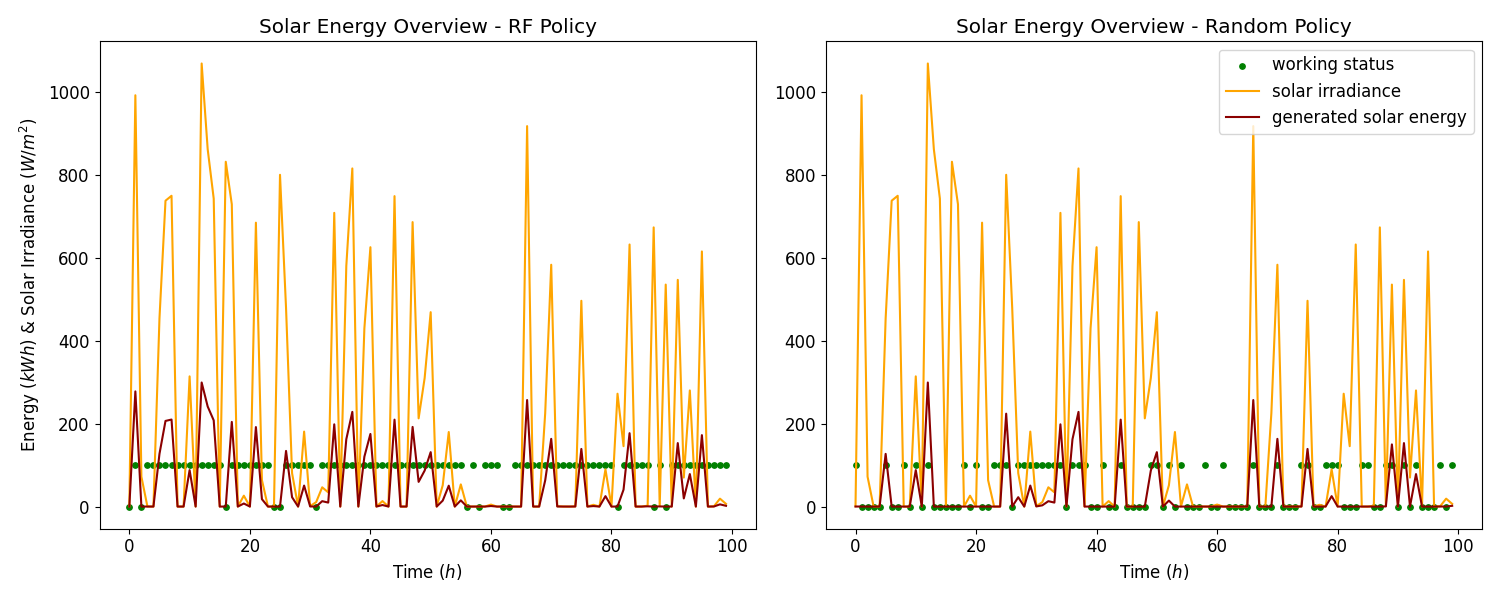 Solar Energy Overview - RF Policy
Energy (kWh) & Solar Irradiance (W/m²)
1000
800
600
400
200
0
0 20 40 60 80 100
Time (h)
Solar Energy Overview - Random Policy
working status
solar irradiance
generated solar energy
1000
800
600
400
200
0
0 20 40 60 80 100
Time (h)